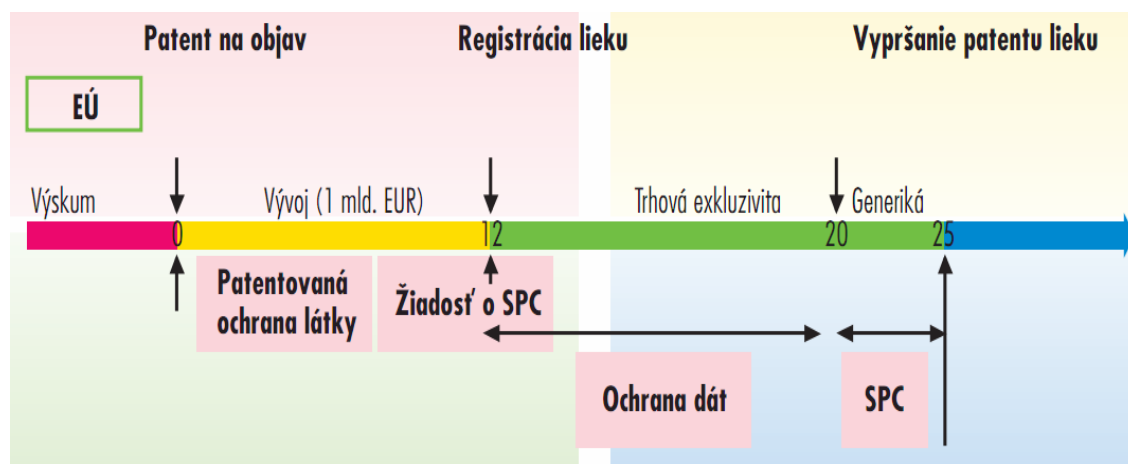 Patent na objav
Registrácia lieku
Vypršanie patentu lieku
EÚ
Výskum
Vývoj (1 mld. EUR)
Trhová exkluzivita
Generiká
0
12
20
25
Patentovaná
ochrana látky
Žiadosť o SPC
Ochrana dát
SPC